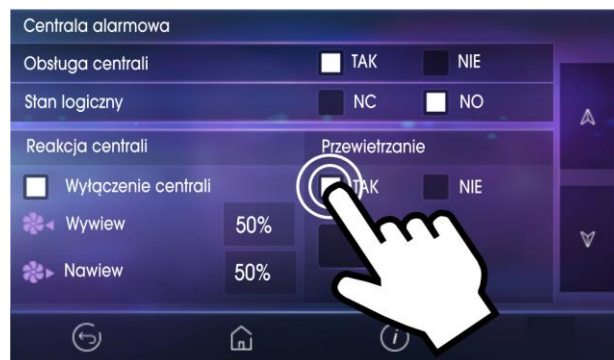 Centrala alarmowa
Obsługa centrali TAK NIE
Stan logiczny NC NO
Reakcja centrali Przewietrzanie
Wyłączenie centrali TAK NIE
Wywiew 50%
Nawiew 50%